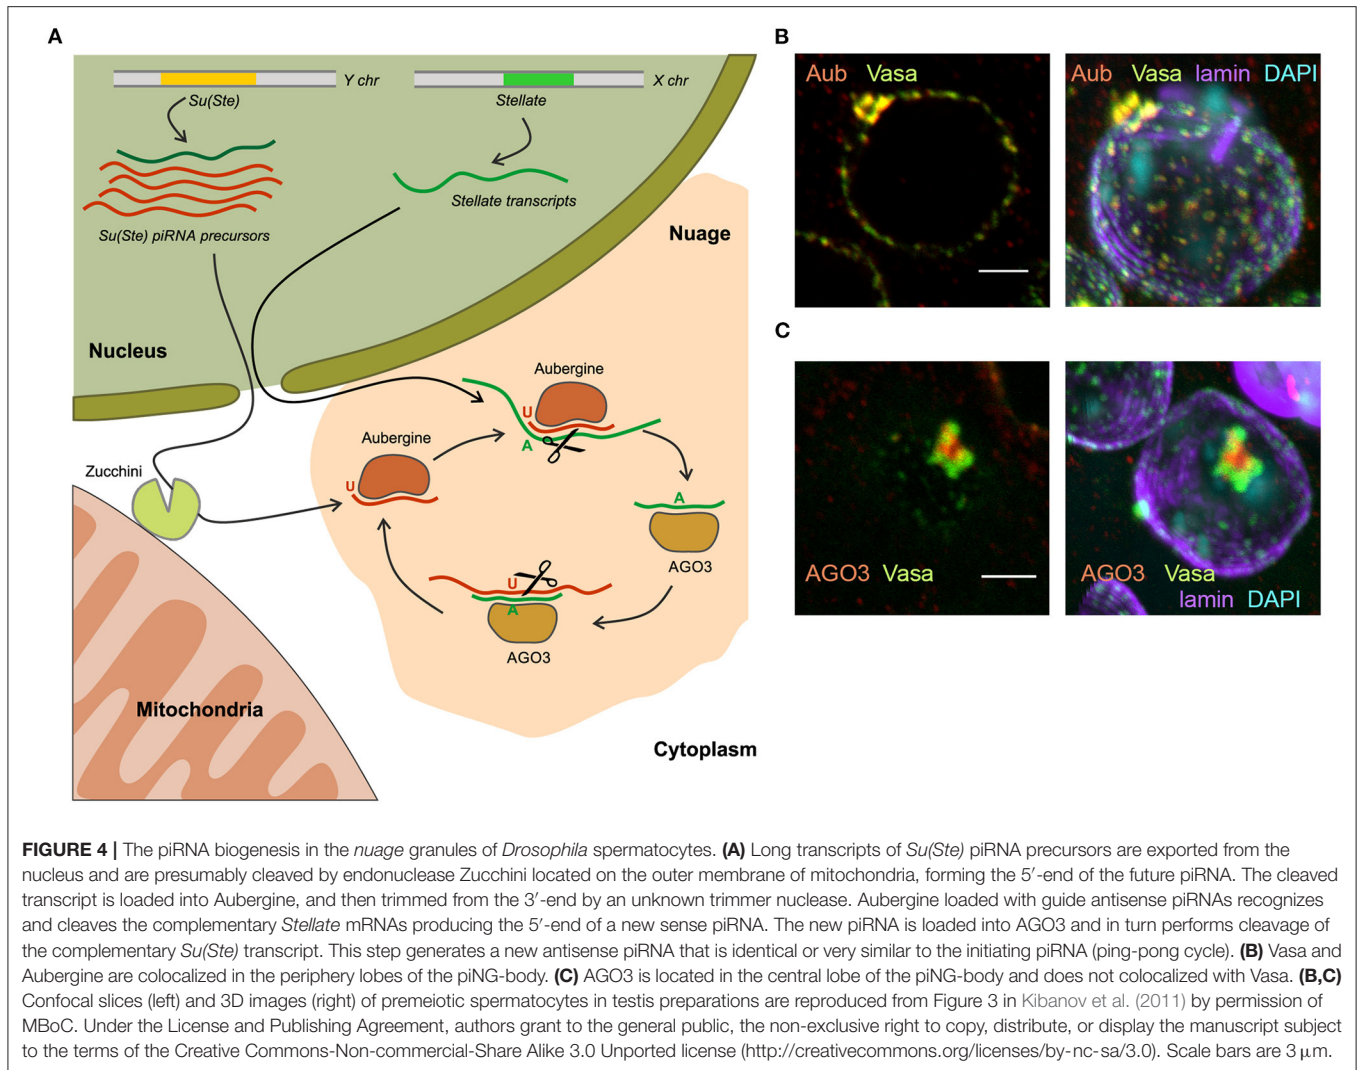 A
Y chr
X chr
Su(Ste)
Stellate
Su(Ste) piRNA precursors
Stellate transcripts
Nuage
Nucleus
Aubergine
U
A
Aubergine
U
Zucchini
A
AGO3
U
A
AGO3
Mitochondria
Cytoplasm
B
Aub Vasa
Aub Vasa lamin DAPI
C
AGO3 Vasa
AGO3 Vasa
lamin DAPI
FIGURE 4 | The piRNA biogenesis in the nuage granules of Drosophila spermatocytes. (A) Long transcripts of Su(Ste) piRNA precursors are exported from the
nucleus and are presumably cleaved by endonuclease Zucchini located on the outer membrane of mitochondria, forming the 5′-end of the future piRNA. The cleaved
transcript is loaded into Aubergine, and then trimmed from the 3′-end by an unknown trimmer nuclease. Aubergine loaded with guide antisense piRNAs recognizes
and cleaves the complementary Stellate mRNAs producing the 5′-end of a new sense piRNA. The new piRNA is loaded into AGO3 and in turn performs cleavage of
the complementary Su(Ste) transcript. This step generates a new antisense piRNA that is identical or very similar to the initiating piRNA (ping-pong cycle). (B) Vasa and
Aubergine are colocalized in the periphery lobes of the piNG-body. (C) AGO3 is located in the central lobe of the piNG-body and does not colocalized with Vasa. (B,C)
Confocal slices (left) and 3D images (right) of premeiotic spermatocytes in testis preparations are reproduced from Figure 3 in Kibanov et al. (2011) by permission of
MBoC. Under the License and Publishing Agreement, authors grant to the general public, the non-exclusive right to copy, distribute, or display the manuscript subject
to the terms of the Creative Commons-Non-commercial-Share Alike 3.0 Unported license (http://creativecommons.org/licenses/by-nc-sa/3.0). Scale bars are 3 μm.